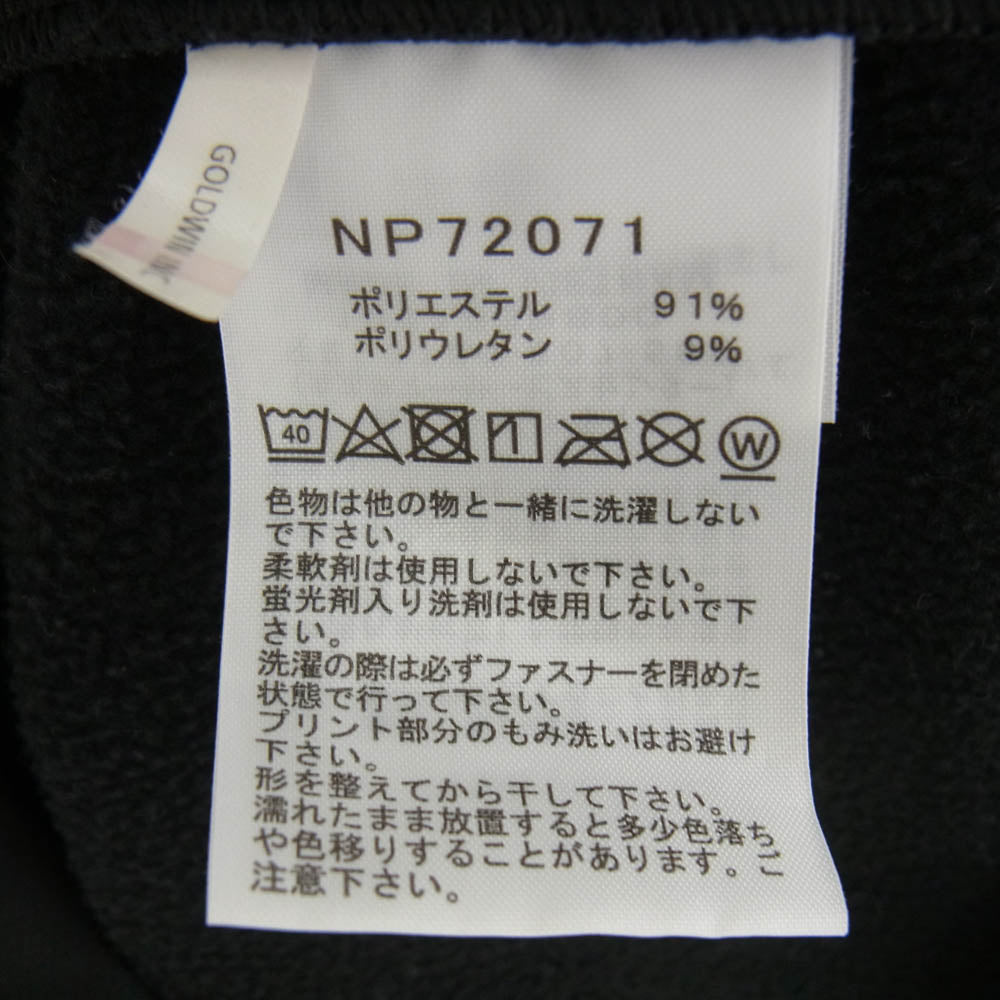 GOLDWIN INC
NP72071
ポリエステル 91%
ポリウレタン 9%
40 W
色物は他の物と一緒に洗濯しない
で下さい。
柔軟剤は使用しないで下さい。
蛍光剤入り洗剤は使用しないで下
さい。
洗濯の際は必ずファスナーを閉めた
状態で行って下さい。
プリント部分のもみ洗いはお避け
下さい。
形を整えてから干して下さい。
濡れたまま放置すると多少色落ち
や色移りすることがあります。ご
注意下さい。